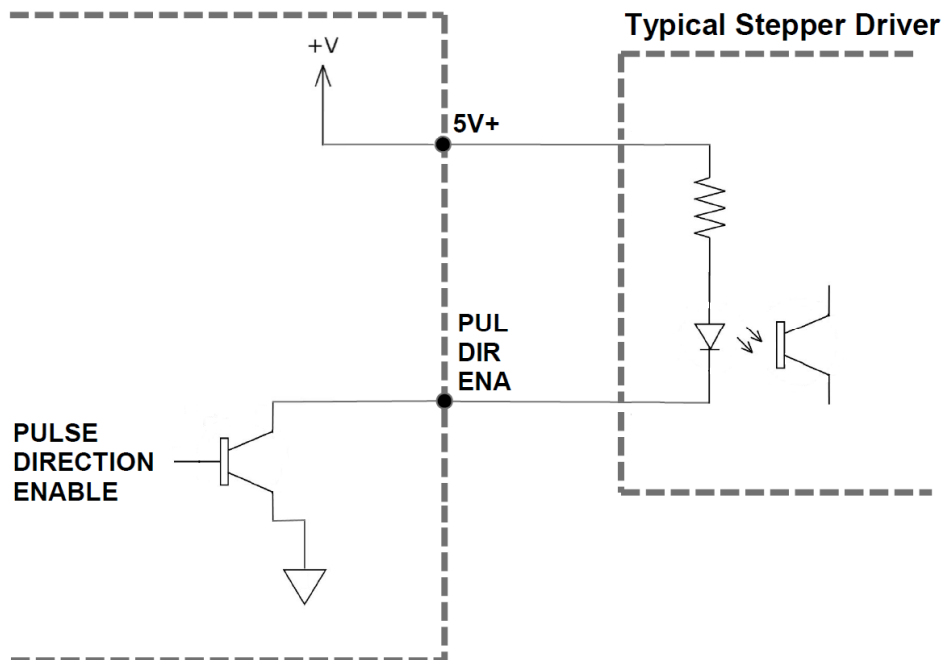 Typical Stepper Driver
+V
5V+
PUL
DIR
ENA
PULSE
DIRECTION
ENABLE